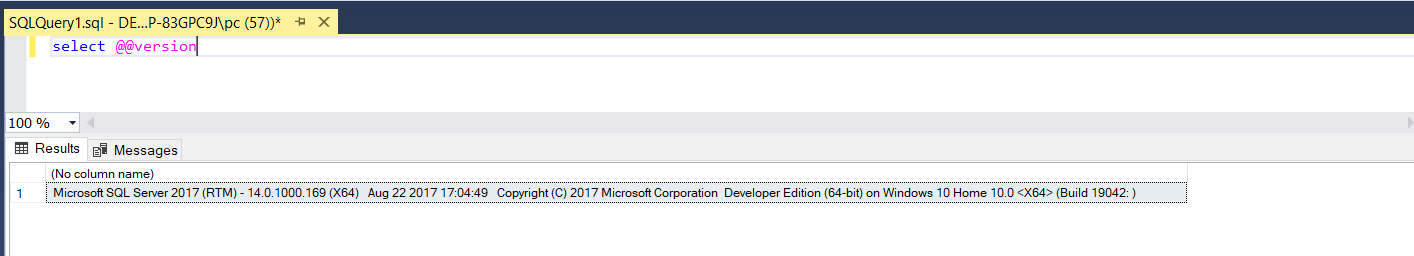 SQLQuery1.sql - DE...P-83GPC9J\pc (57))*
select @@version
100 %
Results Messages
(No column name)
1 Microsoft SQL Server 2017 (RTM) - 14.0.1000.169 (X64) Aug 22 2017 17:04:49 Copyright (C) 2017 Microsoft Corporation Developer Edition (64-bit) on Windows 10 Home 10.0 <X64> (Build 19042: )